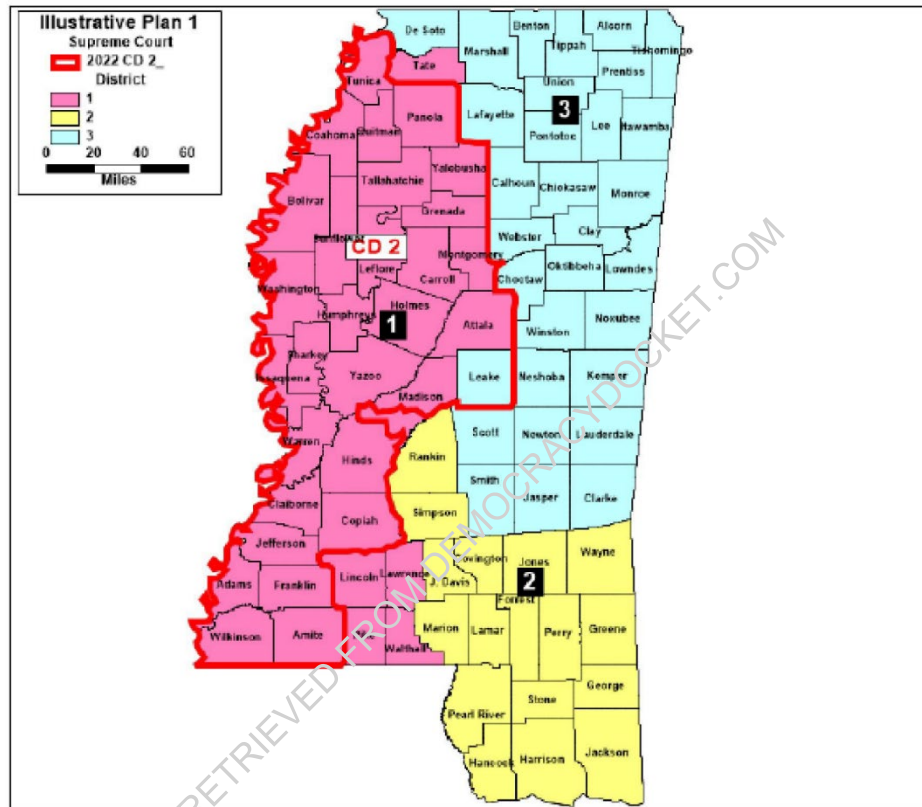 Illustrative Plan 1
Supreme Court
2022 CD 2_
District
1
2
3
0 20 40 60
Miles
De Soto
Benton
Alcorn
Marshall
Tippah
Tishomingo
Tate
Prentiss
Tunica
Union
3
Panola
Lafayette
Lee
Itawamba
Coahoma
Quitman
Pontotoc
Yalobusha
Tallahatchie
Calhoun
Chickasaw
Monroe
Bolivar
Grenada
Clay
Webster
Sunflower
CD 2
Montgomery
Oktibbeha
Lowndes
Leflore
Choctaw
Carroll
Washington
Holmes
Humphreys
1
Attala
Winston
Noxubee
Sharkey
Issaquena
Yazoo
Leake
Neshoba
Kemper
Madison
Warren
Scott
Newton
Lauderdale
Hinds
Rankin
Smith
Jasper
Clarke
Claiborne
Simpson
Copiah
Jefferson
Covington
Jones
Wayne
Adams
Franklin
Lincoln
Lawrence
J. Davis
2
Forrest
Wilkinson
Amite
Pike
Walthall
Marion
Lamar
Perry
Greene
George
Stone
Pearl River
Hancock
Harrison
Jackson
RETRIEVED FROM DEMOCRACYDOCKET.COM